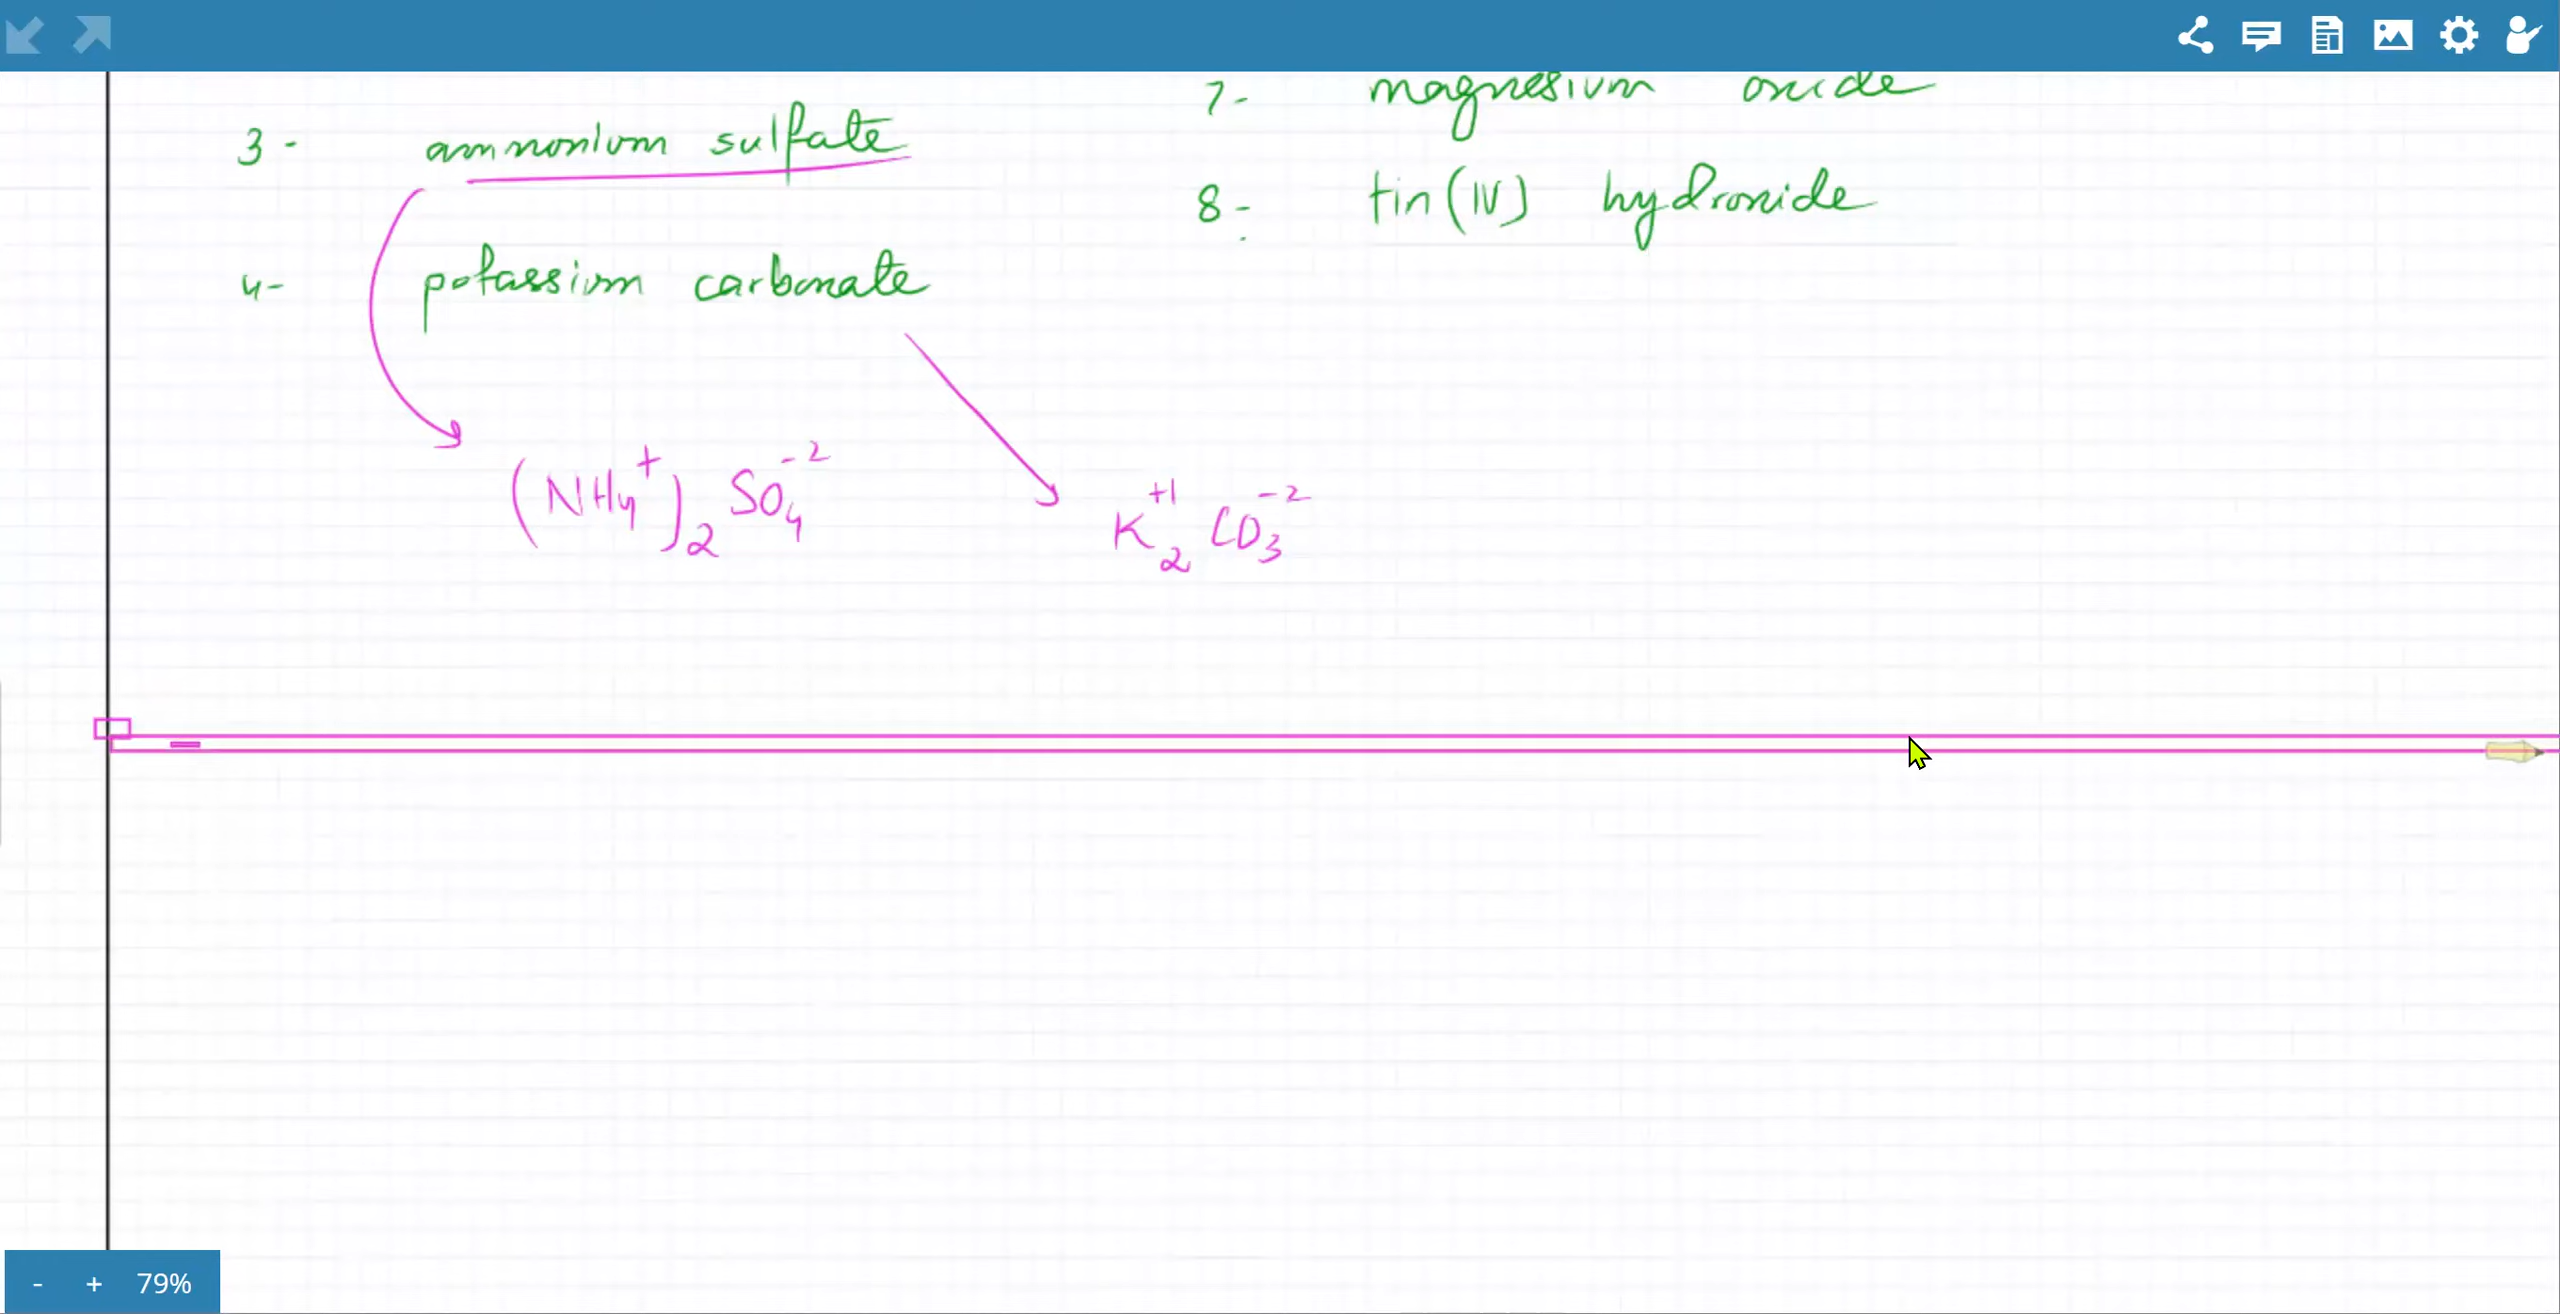 3 - ammonium sulfate
4- potassium carbonate
7- magnesium oxide
8- tin(IV) hydroxide
(NH₄⁺)₂ SO₄⁻²
K₂⁺¹ CO₃⁻²
- + 79%